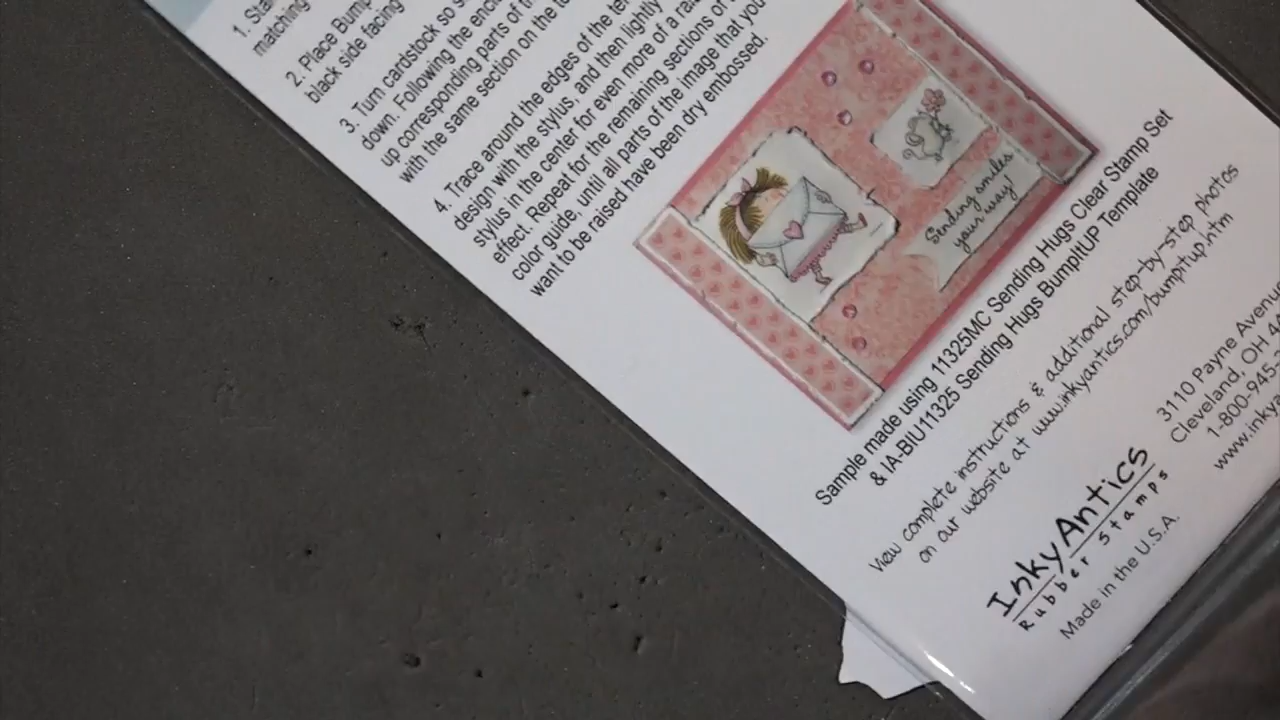 1.
matching
2. Place
black side facing
3. Turn cardstock so
down. Following the
up corresponding parts of
with the same section on the
4. Trace around the edges of the
design with the stylus, and then lightly
stylus in the center for even more of a
effect. Repeat for the remaining sections of
color guide, until all parts of the image that you
want to be raised have been dry embossed.
Sending smiles
your way
Sample made using 11325MC Sending Hugs Clear Stamp Set
& IA-BIU11325 Sending Hugs BumpitUP Template
View complete instructions & additional step-by-step photos
on our website at www.inkyantics.com/bumpitup.htm
Inky Antics
Rubber Stamps
Made in the U.S.A.
3110 Payne Avenue
Cleveland, OH
1-800-945-